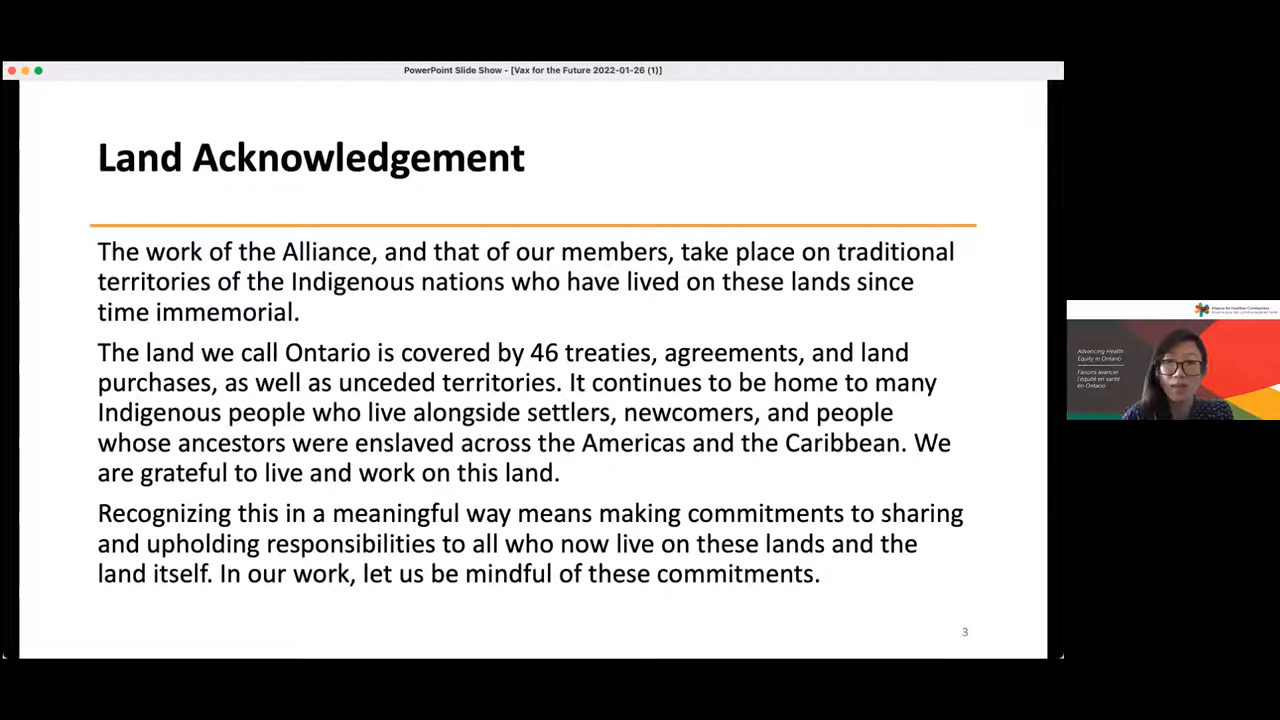 PowerPoint Slide Show - [Vax for the Future 2022-01-26 (1)]
Land Acknowledgement
The work of the Alliance, and that of our members, take place on traditional
territories of the Indigenous nations who have lived on these lands since
time immemorial.
The land we call Ontario is covered by 46 treaties, agreements, and land
purchases, as well as unceded territories. It continues to be home to many
Indigenous people who live alongside settlers, newcomers, and people
whose ancestors were enslaved across the Americas and the Caribbean. We
are grateful to live and work on this land.
Recognizing this in a meaningful way means making commitments to sharing
and upholding responsibilities to all who now live on these lands and the
land itself. In our work, let us be mindful of these commitments.
3
Alliance for Healthier Communities
Advancing Health
Equity in Ontario
Faisons avancer
l'équité en santé
en Ontario